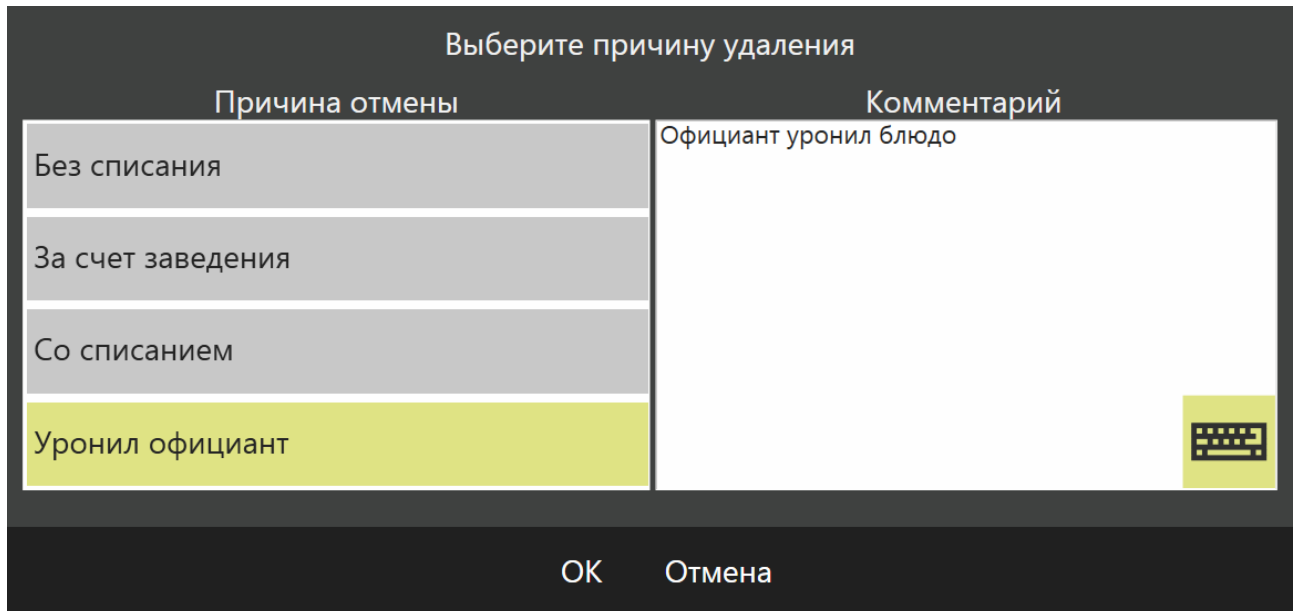 Выберите причину удаления
Причина отмены
Комментарий
Без списания
За счет заведения
Со списанием
Уронил официант
Официант уронил блюдо
ОК
Отмена